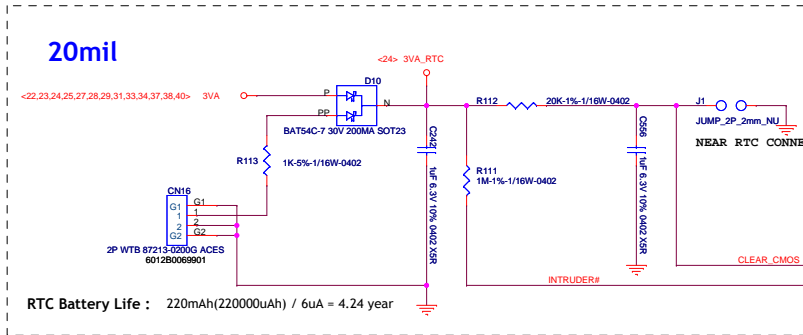 20mil
<24> 3VA_RTC
<22,23,24,25,27,28,29,31,33,34,37,38,40> 3VA
D10
P
N
PP
BAT54C-7 30V 200MA SOT23
R112
20K-1%-1/16W-0402
J1
JUMP_2P_2mm_NU
NEAR RTC CONNE
R113
1K-5%-1/16W-0402
C242
1uF 6.3V 10% 0402 X5R
R111
1M-1%-1/16W-0402
C556
1uF 6.3V 10% 0402 X5R
CN16
G1 G1
1 1
2 2
G2 G2
2P WTB 87213-0200G ACES
6012B0069901
CLEAR_CMOS
INTRUDER#
RTC Battery Life : 220mAh(220000uAh) / 6uA = 4.24 year